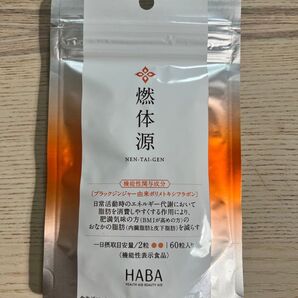 燃体源
NEN-TAI-GEN
機能性関与成分
[ブラックジンジャー由来ポリメトキシフラボン]
日常活動時のエネルギー代謝において
脂肪を消費しやすくする作用により、
肥満気味の方(BMIが高めの方)の
おなかの脂肪(内臓脂肪と皮下脂肪)を減らす
一日摂取目安量/2粒 60粒入り
〈機能性表示食品〉
HABA
HEALTH AID BEAUTY AID